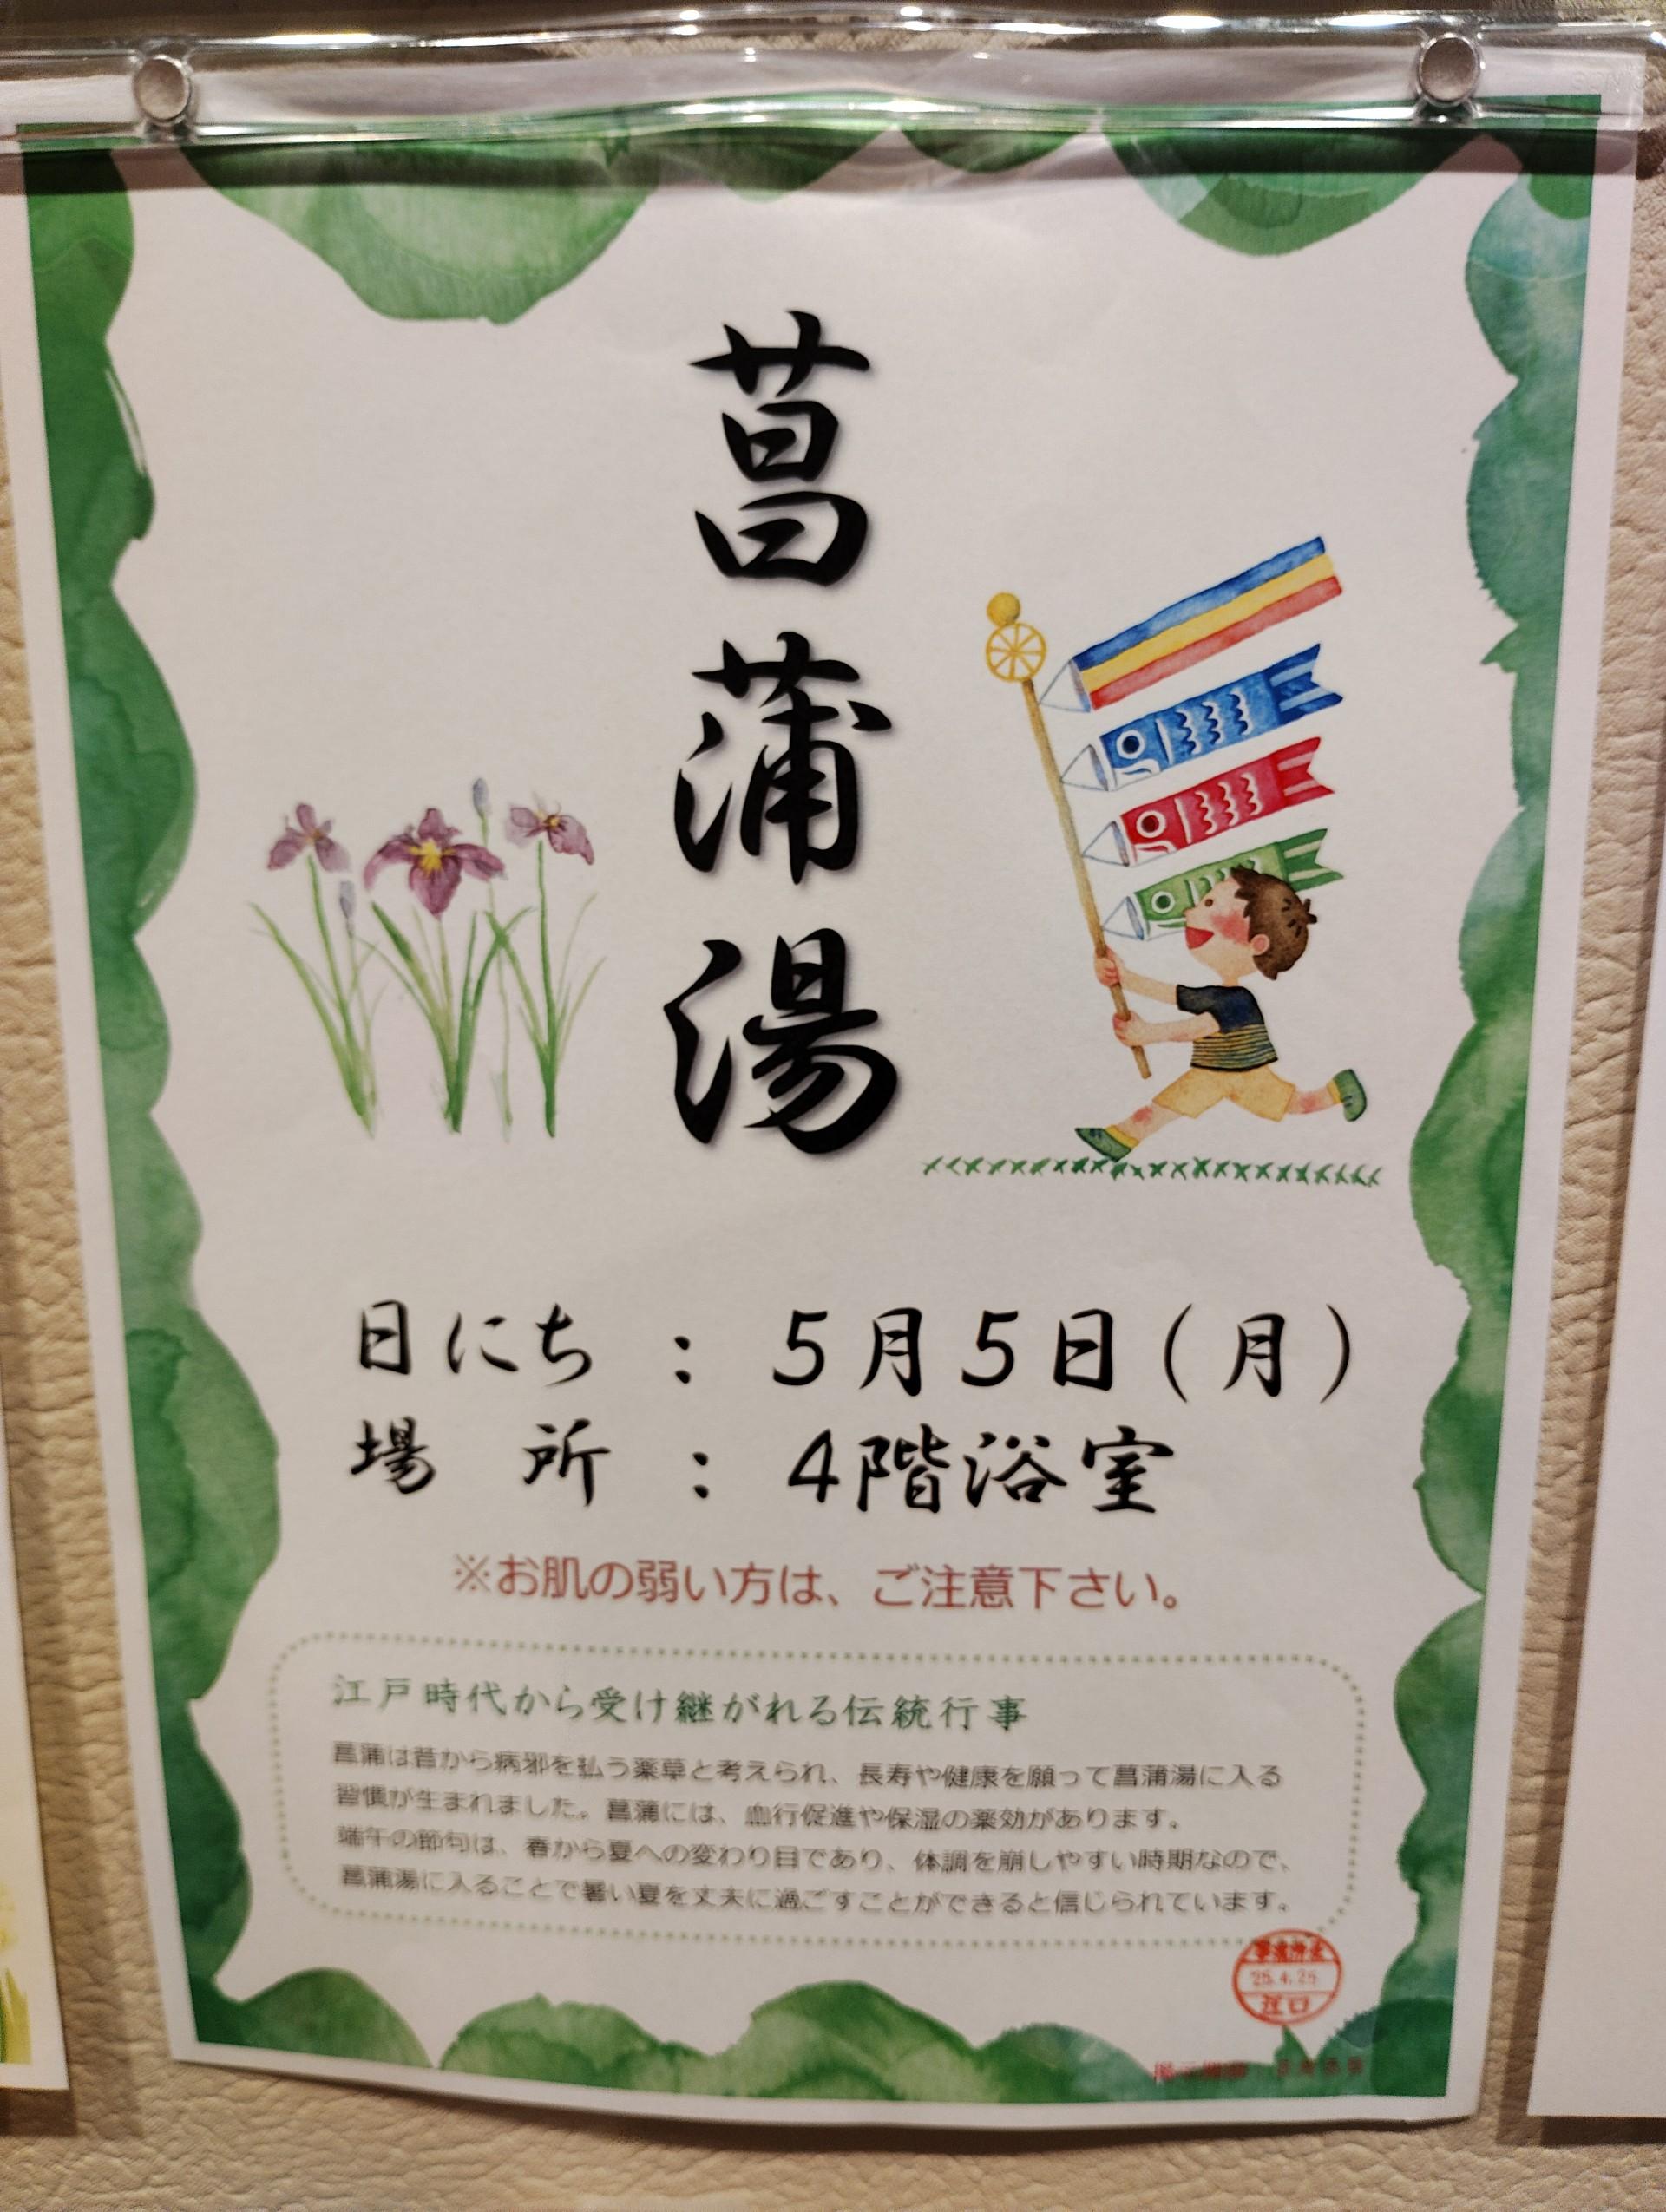 菖蒲湯
日にち：５月５日（月）
場　所：４階浴室
※お肌の弱い方は、ご注意下さい。
江戸時代から受け継がれる伝統行事
菖蒲は昔から病邪を払う薬草と考えられ、長寿や健康を願って菖蒲湯に入る
習慣が生まれました。菖蒲には、血行促進や保湿の薬効があります。
端午の節句は、春から夏への変わり目であり、体調を崩しやすい時期なので、
菖蒲湯に入ることで暑い夏を丈夫に過ごすことができると信じられています。
江口